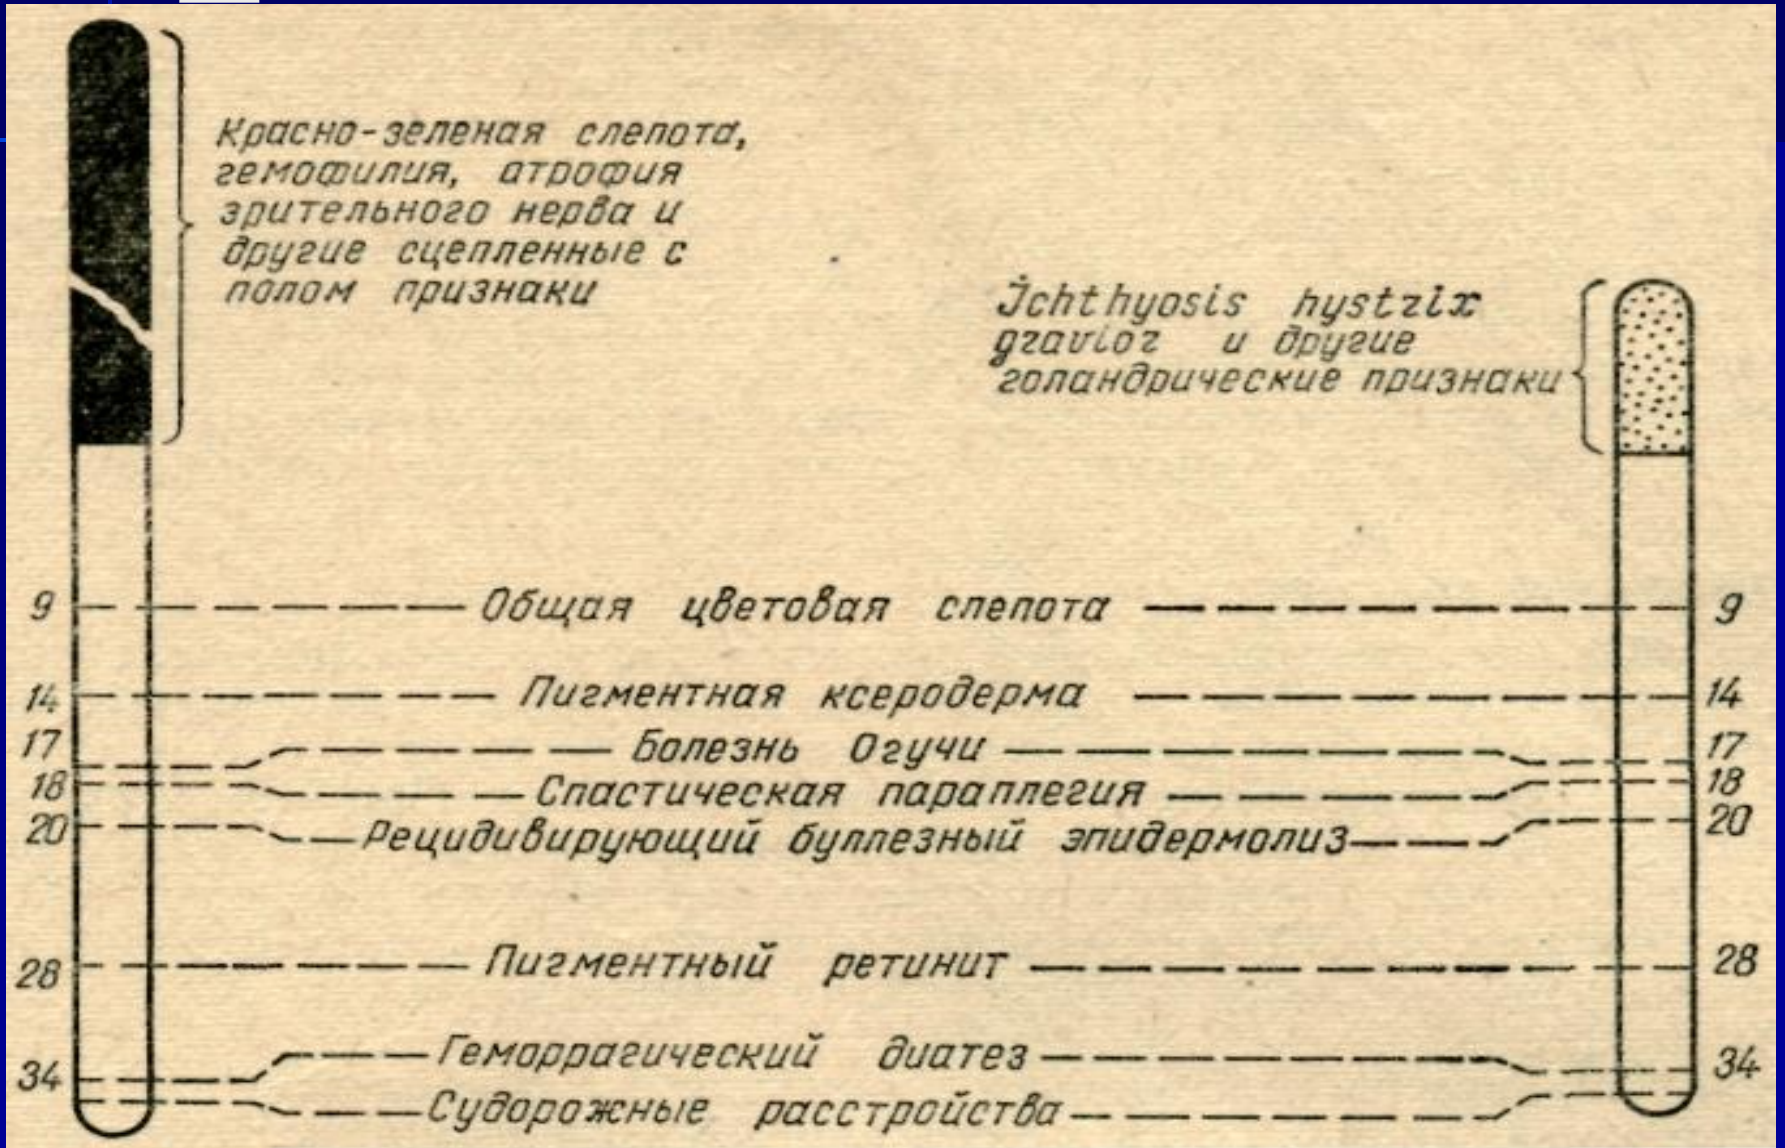 Красно-зеленая слепота,
гемофилия, атрофия
зрительного нерва и
другие сцепленные с
полом признаки
Ichthyosis hystrix
gravior и другие
голандрические признаки
9 Общая цветовая слепота 9
14 Пигментная ксеродерма 14
17 Болезнь Огучи 17
18 Спастическая параплегия 18
20 Рецидивирующий буллезный эпидермолиз 20
28 Пигментный ретинит 28
34 Геморрагический диатез 34
Судорожные расстройства